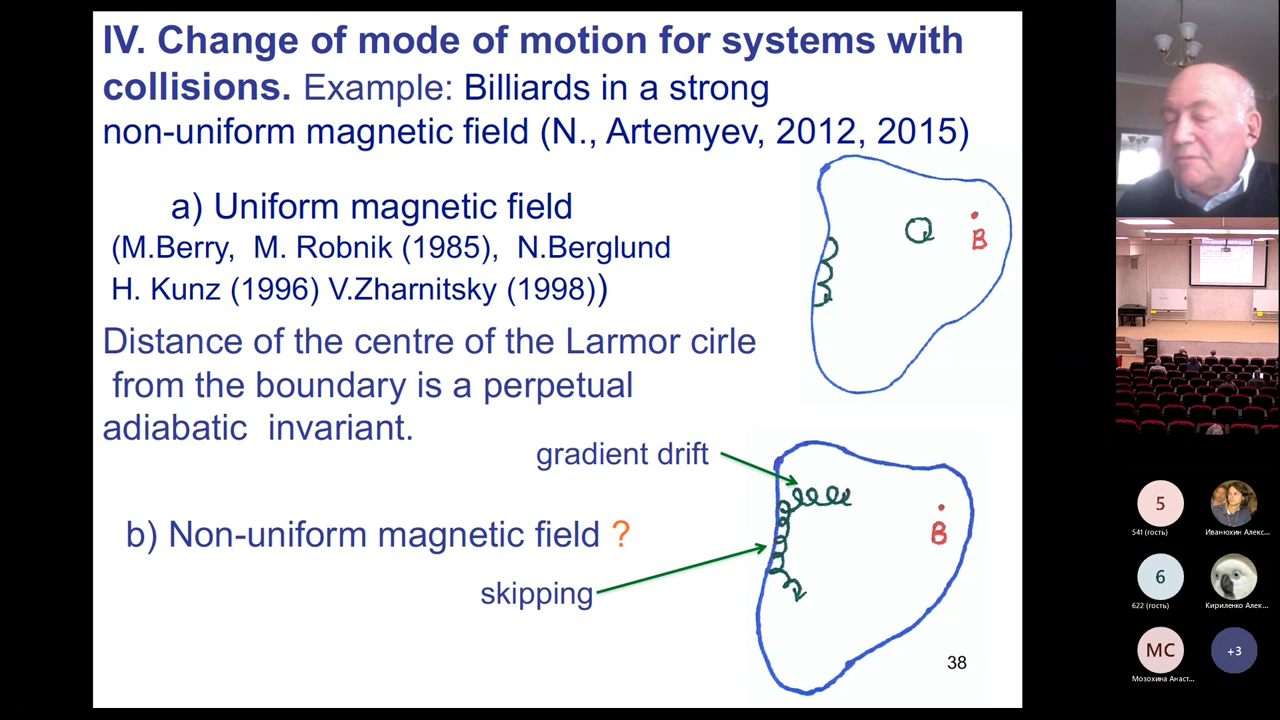 IV. Change of mode of motion for systems with
collisions. Example: Billiards in a strong
non-uniform magnetic field (N., Artemyev, 2012, 2015)
a) Uniform magnetic field
(M.Berry, M. Robnik (1985), N.Berglund
H. Kunz (1996) V.Zharnitsky (1998))
B
Distance of the centre of the Larmor cirle
from the boundary is a perpetual
adiabatic invariant.
gradient drift
b) Non-uniform magnetic field ?
B
skipping
38
5
541 (гость)
Иванюхин Алекс...
6
622 (гость)
Кириленко Алек...
МС
Мозохина Анаст...
+3